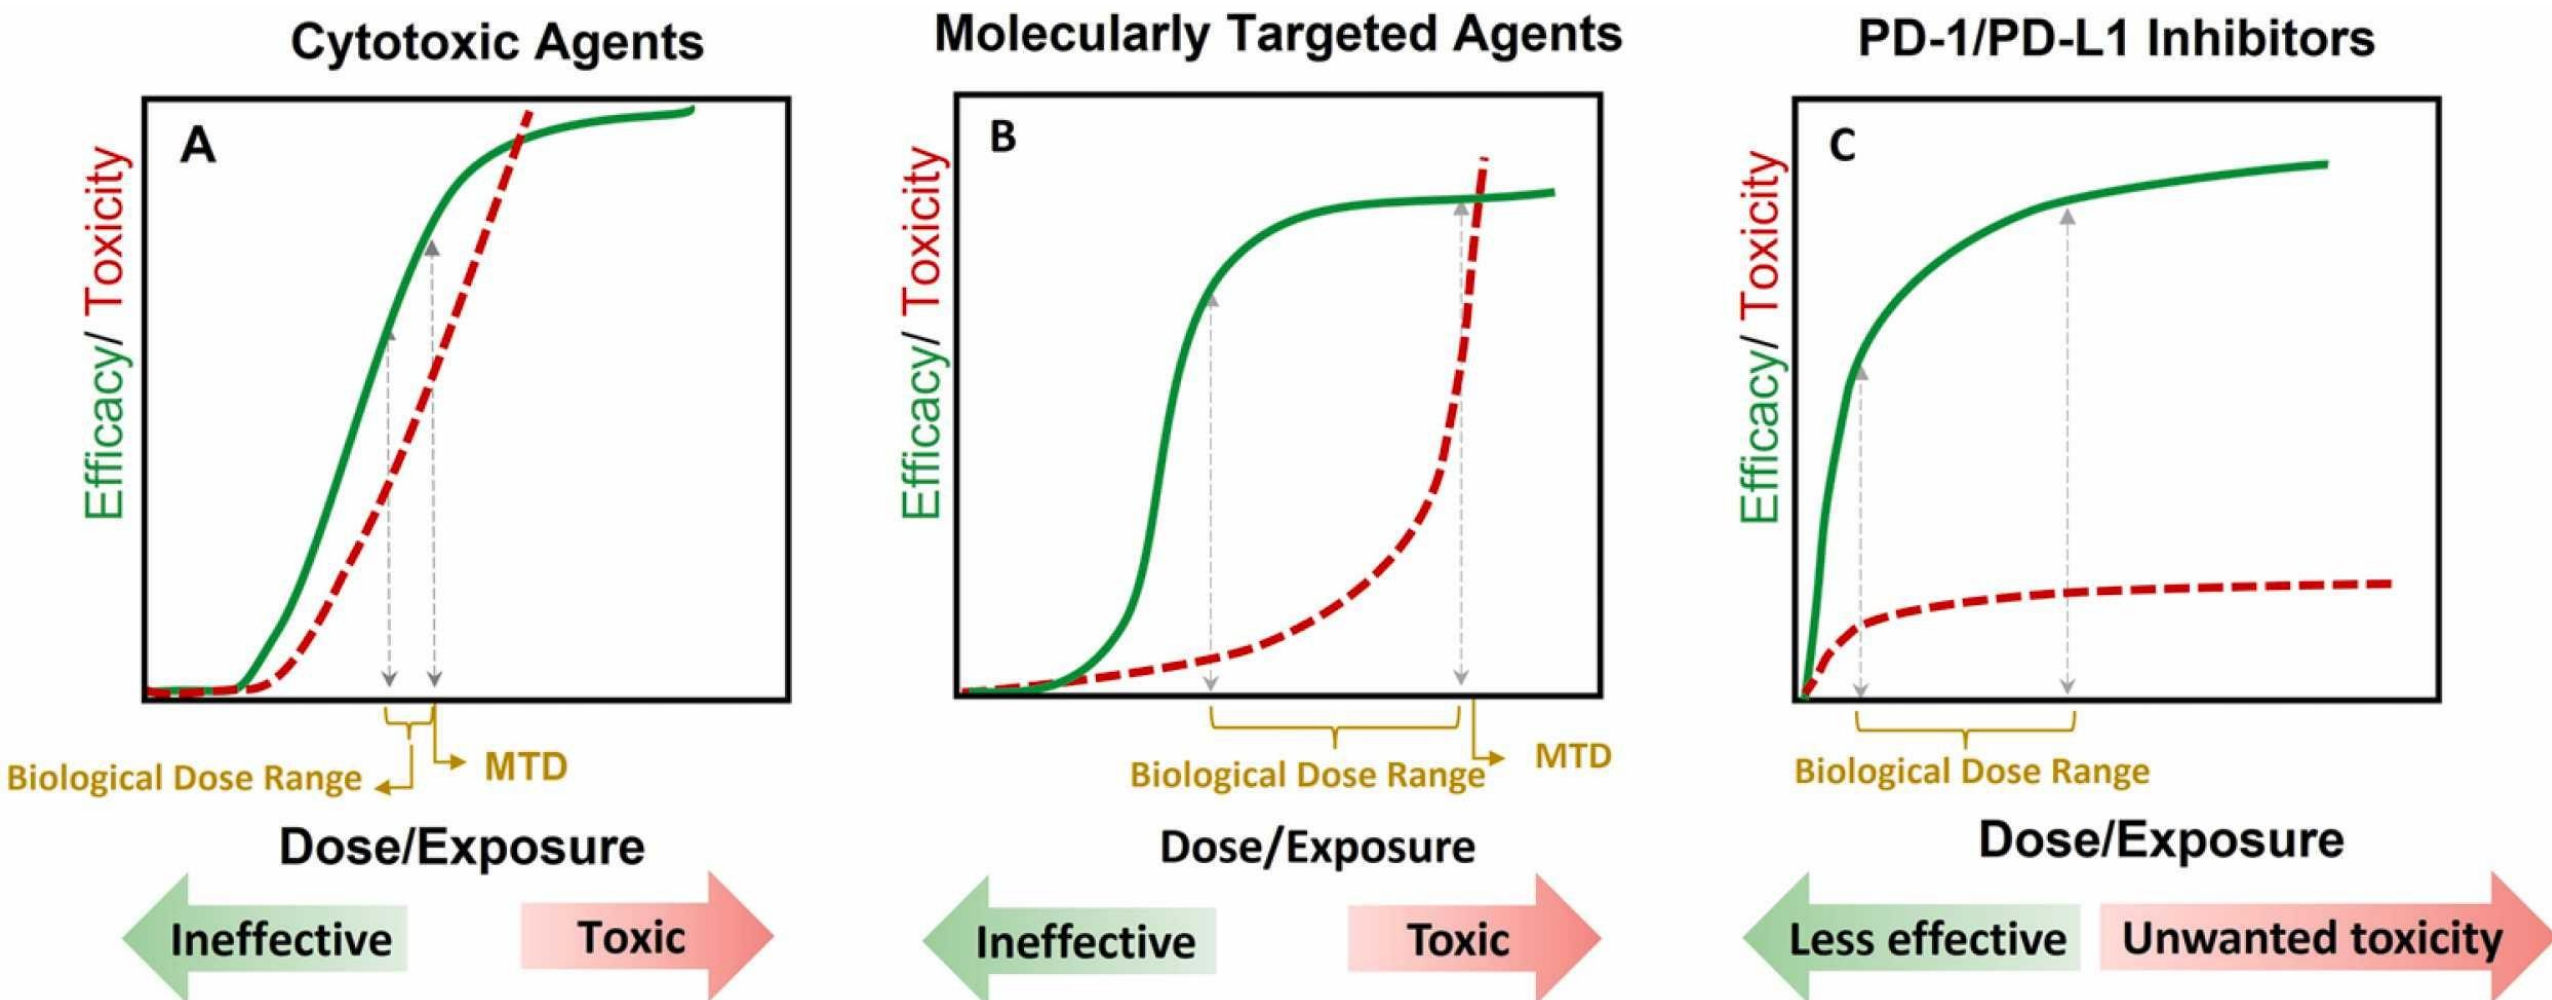 Cytotoxic Agents
A
Efficacy/ Toxicity
Biological Dose Range
MTD
Dose/Exposure
Ineffective
Toxic
Molecularly Targeted Agents
B
Efficacy/ Toxicity
Biological Dose Range
MTD
Dose/Exposure
Ineffective
Toxic
PD-1/PD-L1 Inhibitors
C
Efficacy/ Toxicity
Biological Dose Range
Dose/Exposure
Less effective
Unwanted toxicity